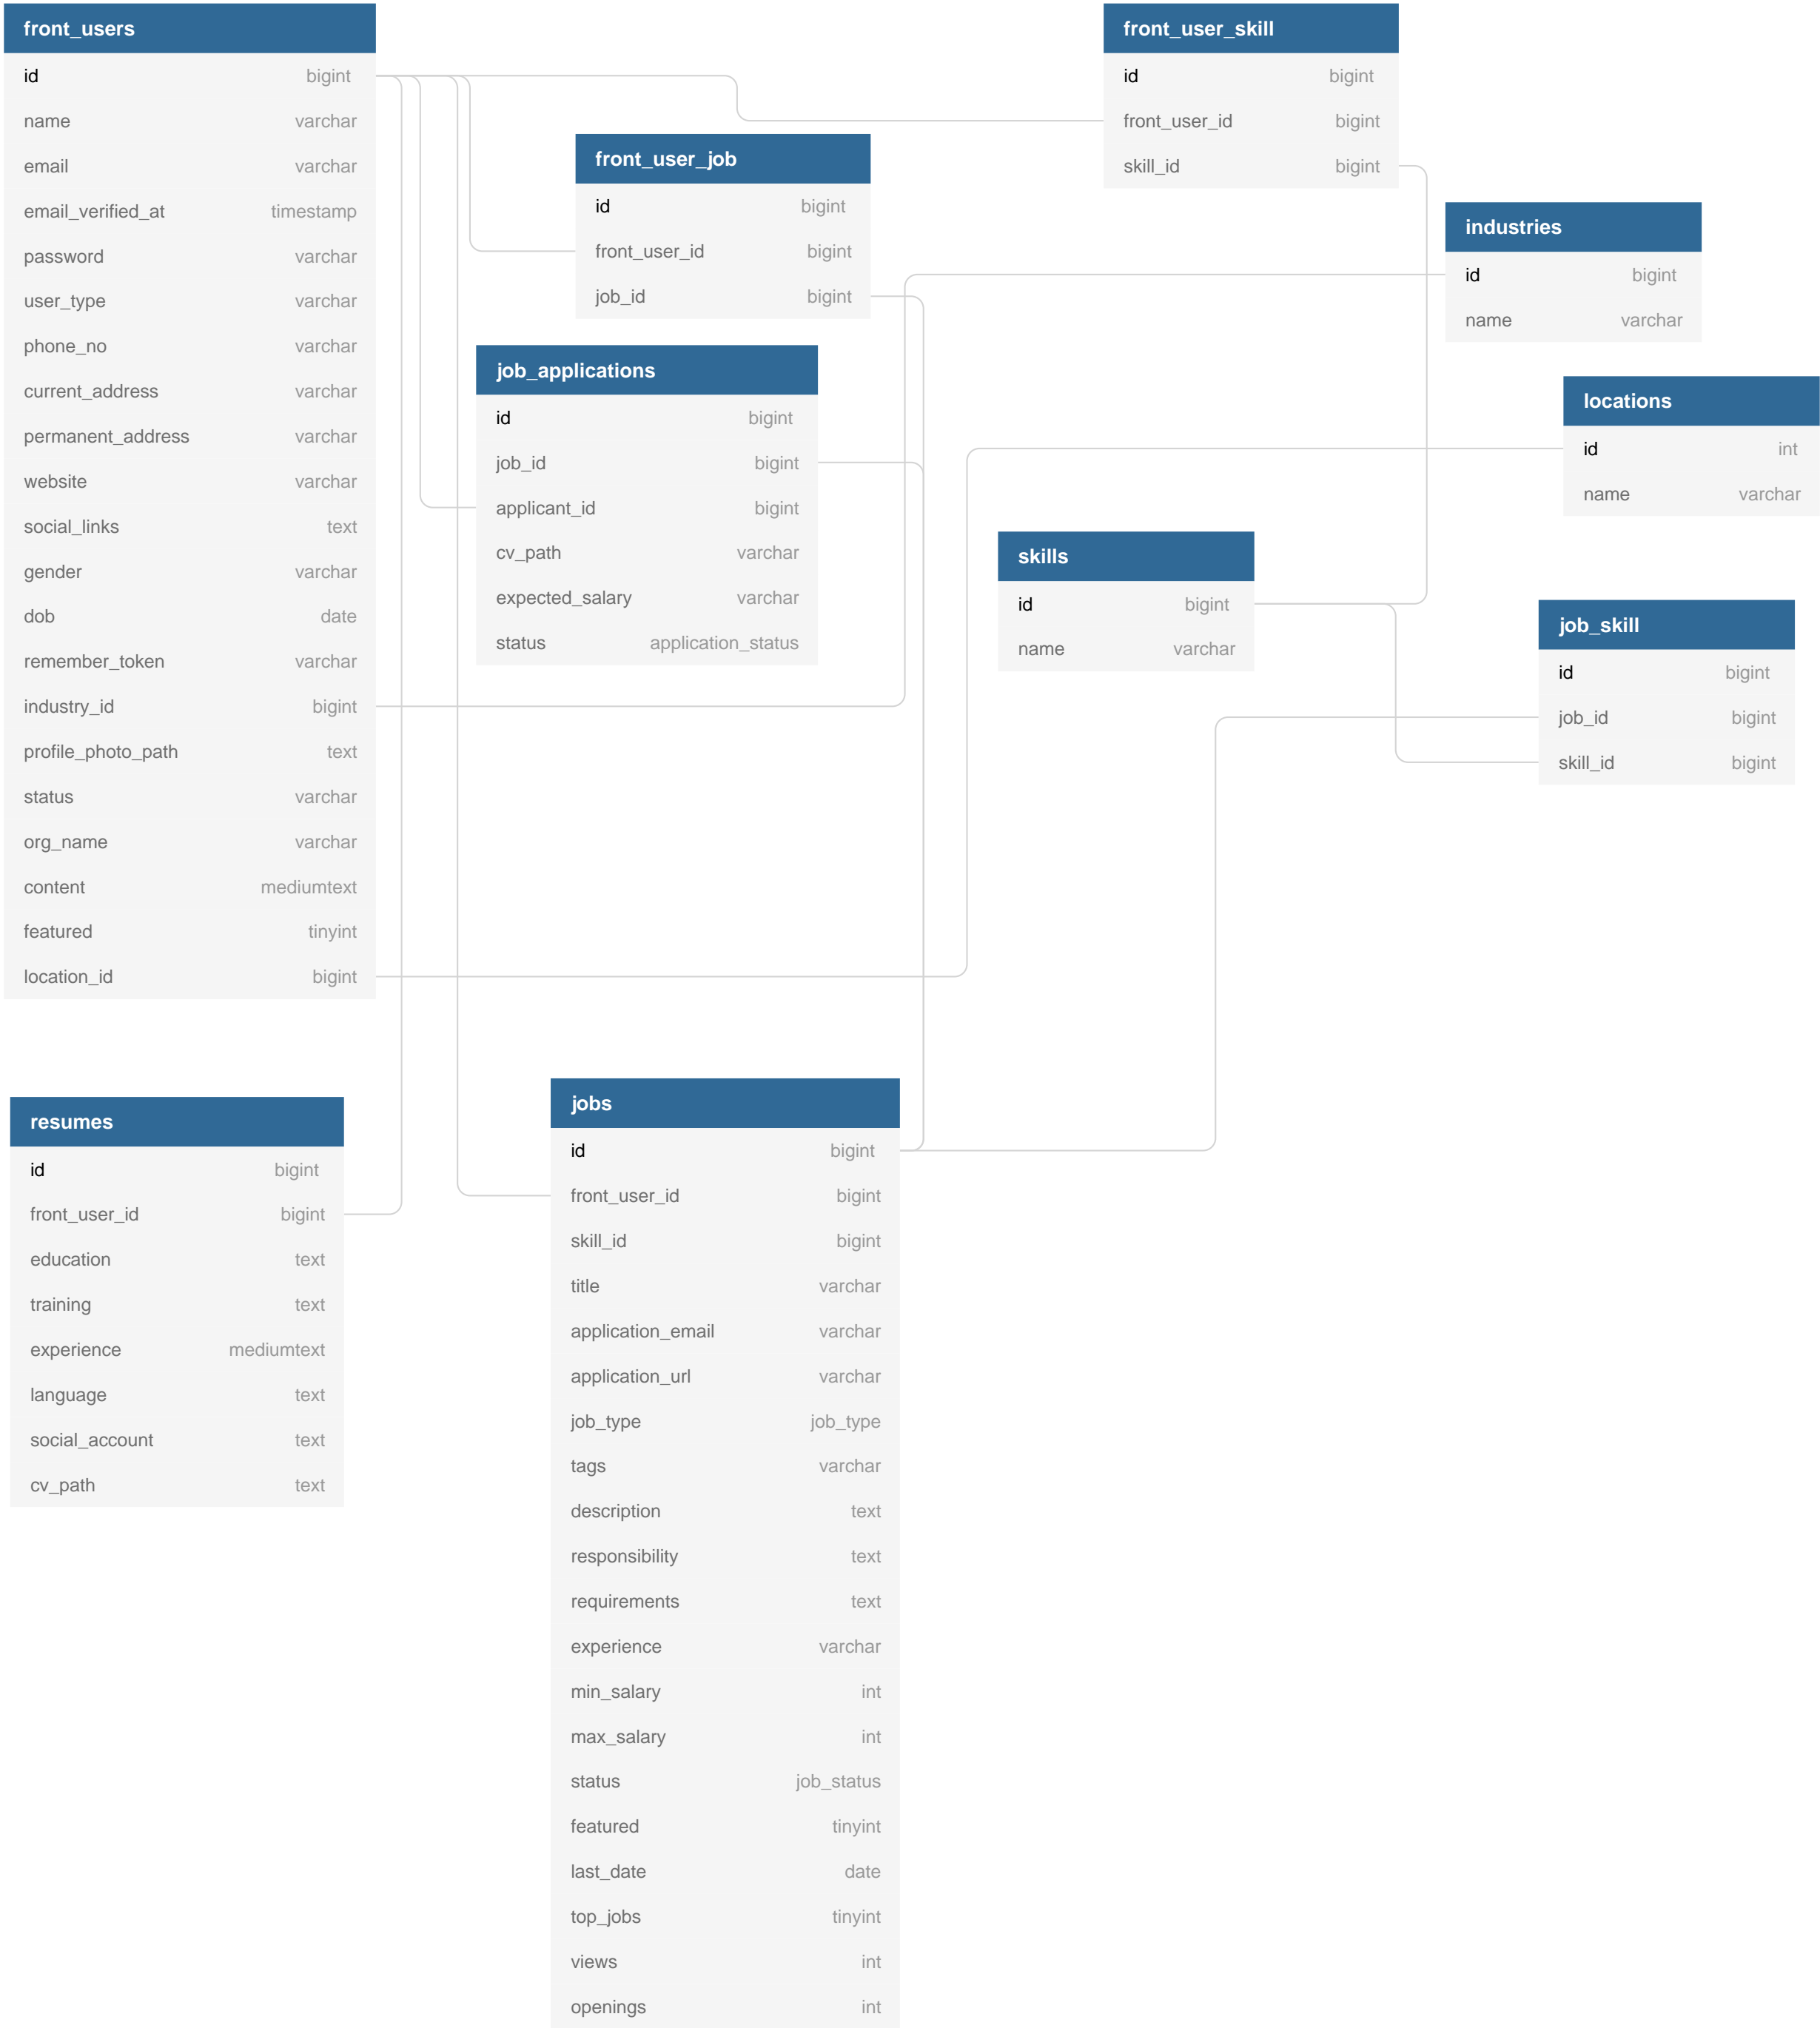 front_users
id bigint
name varchar
email varchar
email_verified_at timestamp
password varchar
user_type varchar
phone_no varchar
current_address varchar
permanent_address varchar
website varchar
social_links text
gender varchar
dob date
remember_token varchar
industry_id bigint
profile_photo_path text
status varchar
org_name varchar
content mediumtext
featured tinyint
location_id bigint
front_user_job
id bigint
front_user_id bigint
job_id bigint
job_applications
id bigint
job_id bigint
applicant_id bigint
cv_path varchar
expected_salary varchar
status application_status
front_user_skill
id bigint
front_user_id bigint
skill_id bigint
industries
id bigint
name varchar
locations
id int
name varchar
skills
id bigint
name varchar
job_skill
id bigint
job_id bigint
skill_id bigint
resumes
id bigint
front_user_id bigint
education text
training text
experience mediumtext
language text
social_account text
cv_path text
jobs
id bigint
front_user_id bigint
skill_id bigint
title varchar
application_email varchar
application_url varchar
job_type job_type
tags varchar
description text
responsibility text
requirements text
experience varchar
min_salary int
max_salary int
status job_status
featured tinyint
last_date date
top_jobs tinyint
views int
openings int